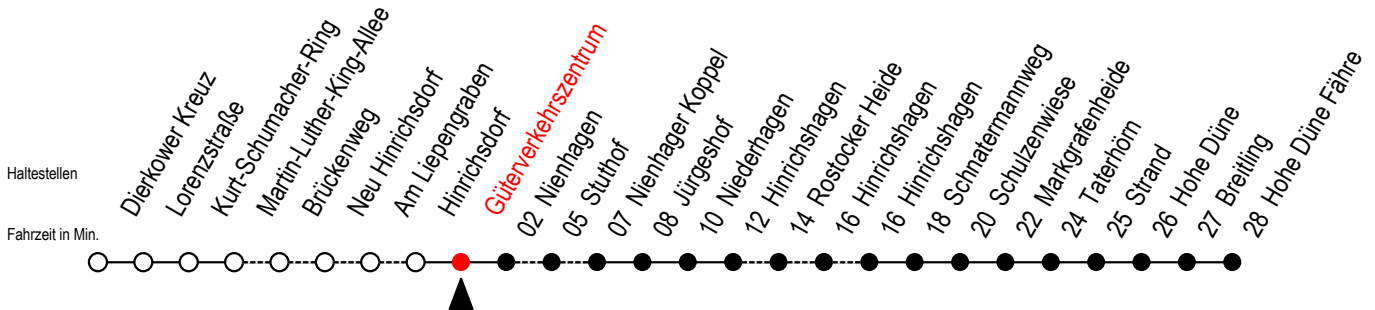 Haltestellen
Fahrzeit in Min.
Dierkower Kreuz
Lorenzstraße
Kurt-Schumacher-Ring
Martin-Luther-King-Allee
Brückenweg
Neu Hinrichsdorf
Am Liepengraben
Hinrichsdorf
Güterverkehrszentrum
02 Nienhagen
05 Stuthof
07 Nienhager Koppel
08 Jürgeshof
10 Niederhagen
12 Hinrichshagen
14 Rostocker Heide
16 Hinrichshagen
16 Hinrichshagen
18 Schnatermannweg
20 Schulzenwiese
22 Markgrafenheide
24 Taterhörn
25 Strand
26 Hohe Düne
27 Breitling
28 Hohe Düne Fähre